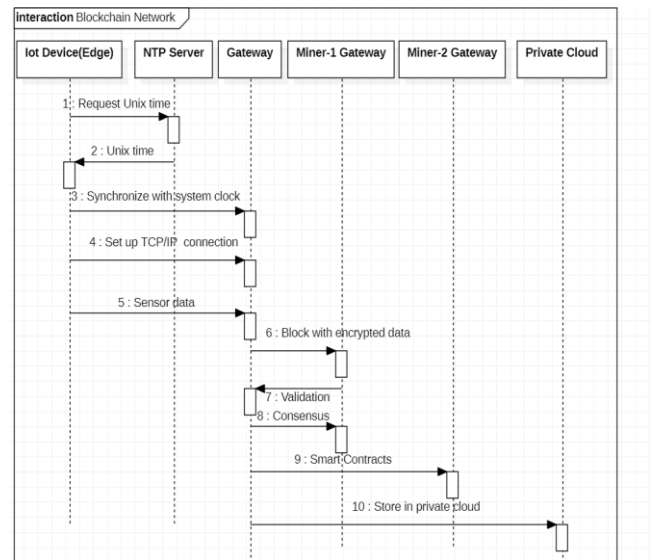 interaction Blockchain Network
Iot Device(Edge) NTP Server Gateway Miner-1 Gateway Miner-2 Gateway Private Cloud
1 : Request Unix time
2 : Unix time
3 : Synchronize with system clock
4 : Set up TCP/IP connection
5 : Sensor data
6 : Block with encrypted data
7 : Validation
8 : Consensus
9 : Smart Contracts
10 : Store in private cloud